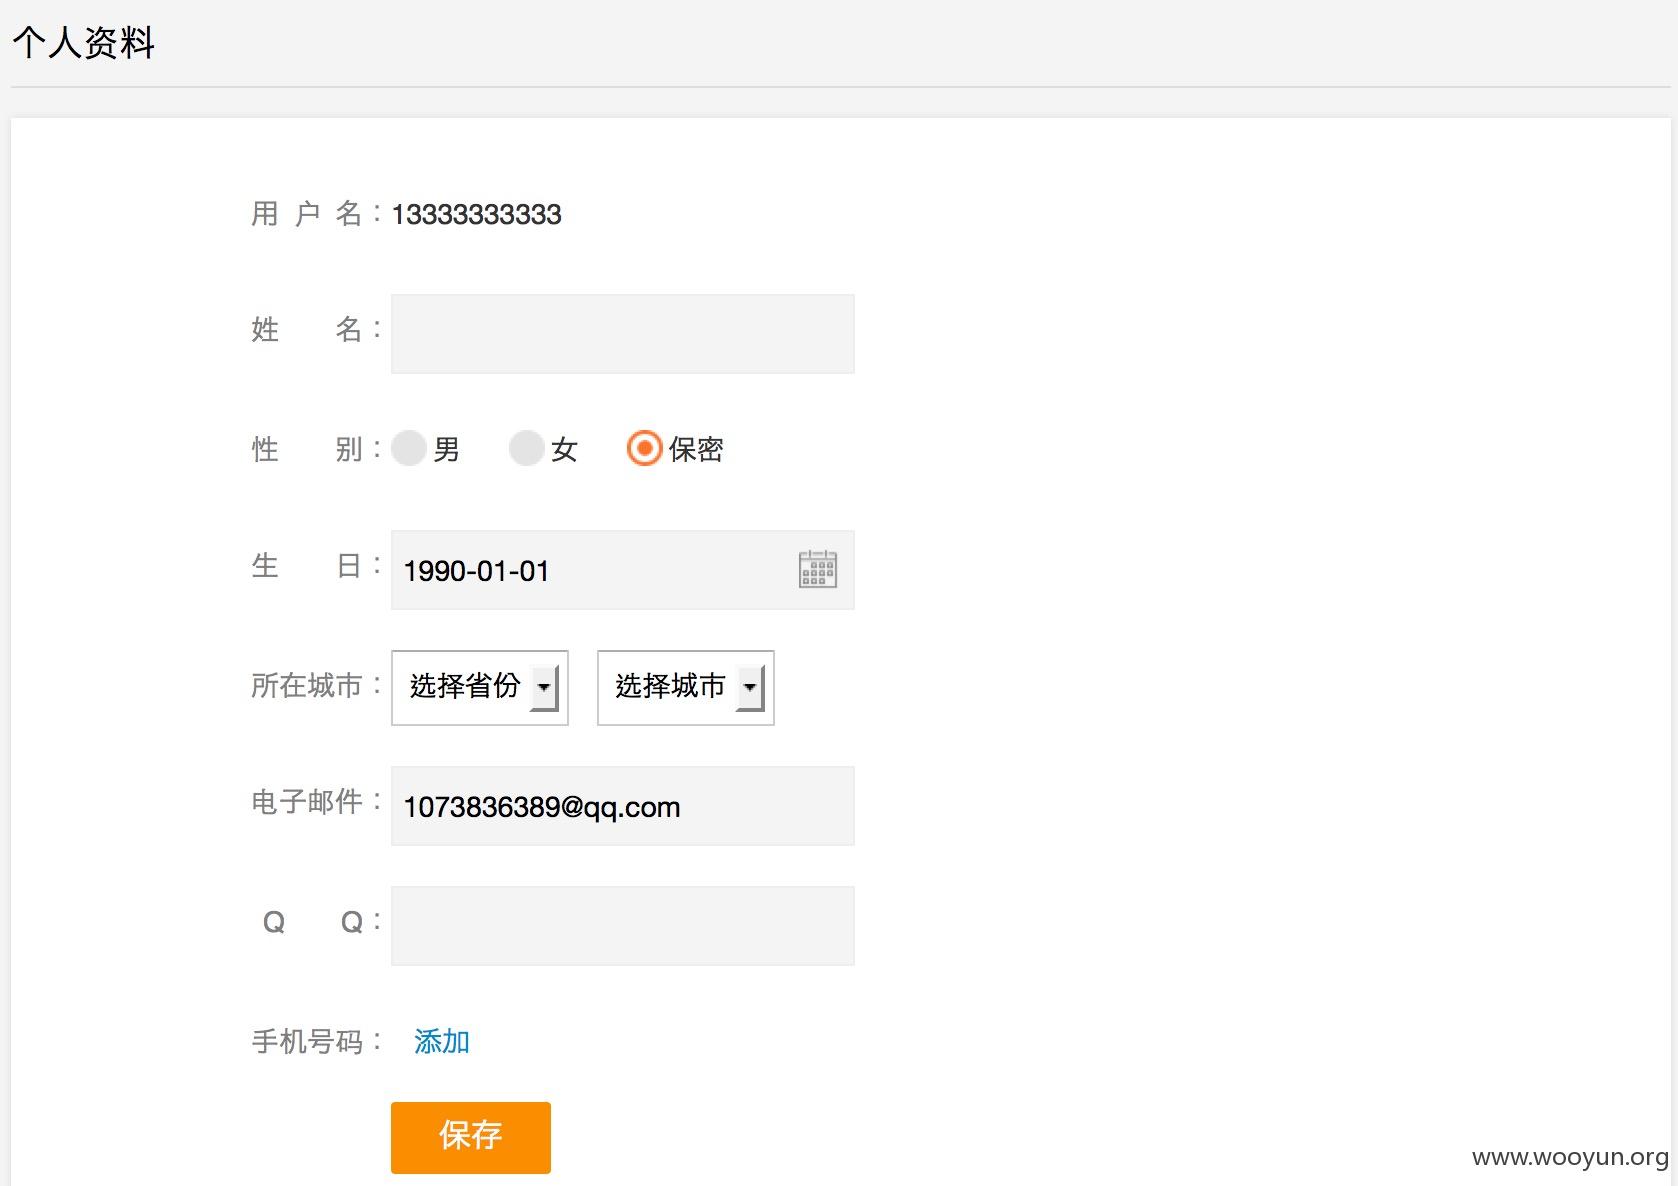 个人资料
用户名：13333333333
姓名：
性别：男 女 保密
生日：1990-01-01
所在城市：选择省份 选择城市
电子邮件：1073836389@qq.com
QQ：
手机号码：添加
保存
www.wooyun.org